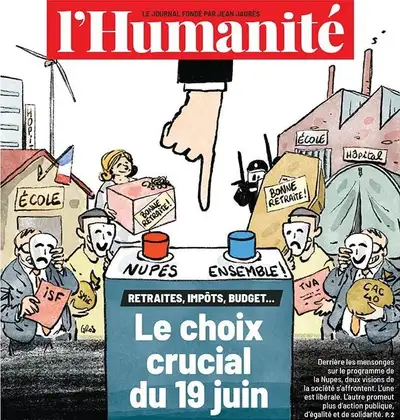 LE JOURNAL FONDÉ PAR JEAN JAURÈS
l'Humanité
HÔPI
ÉCOLE
BONNE
RETRAITE!
ÉCOLE
HÔPITAL
BONNE
RETRAITE!
ISF
SMIC
NUPES
ENSEMBLE!
TVA
CAC
40
RETRAITES, IMPÔTS, BUDGET...
Le choix
crucial
du 19 juin
Derrière les mensonges
sur le programme de
la Nupes, deux visions de
la société s'affrontent. L'une
est libérale. L'autre promeut
plus d'action publique,
d'égalité et de solidarité. P. 2